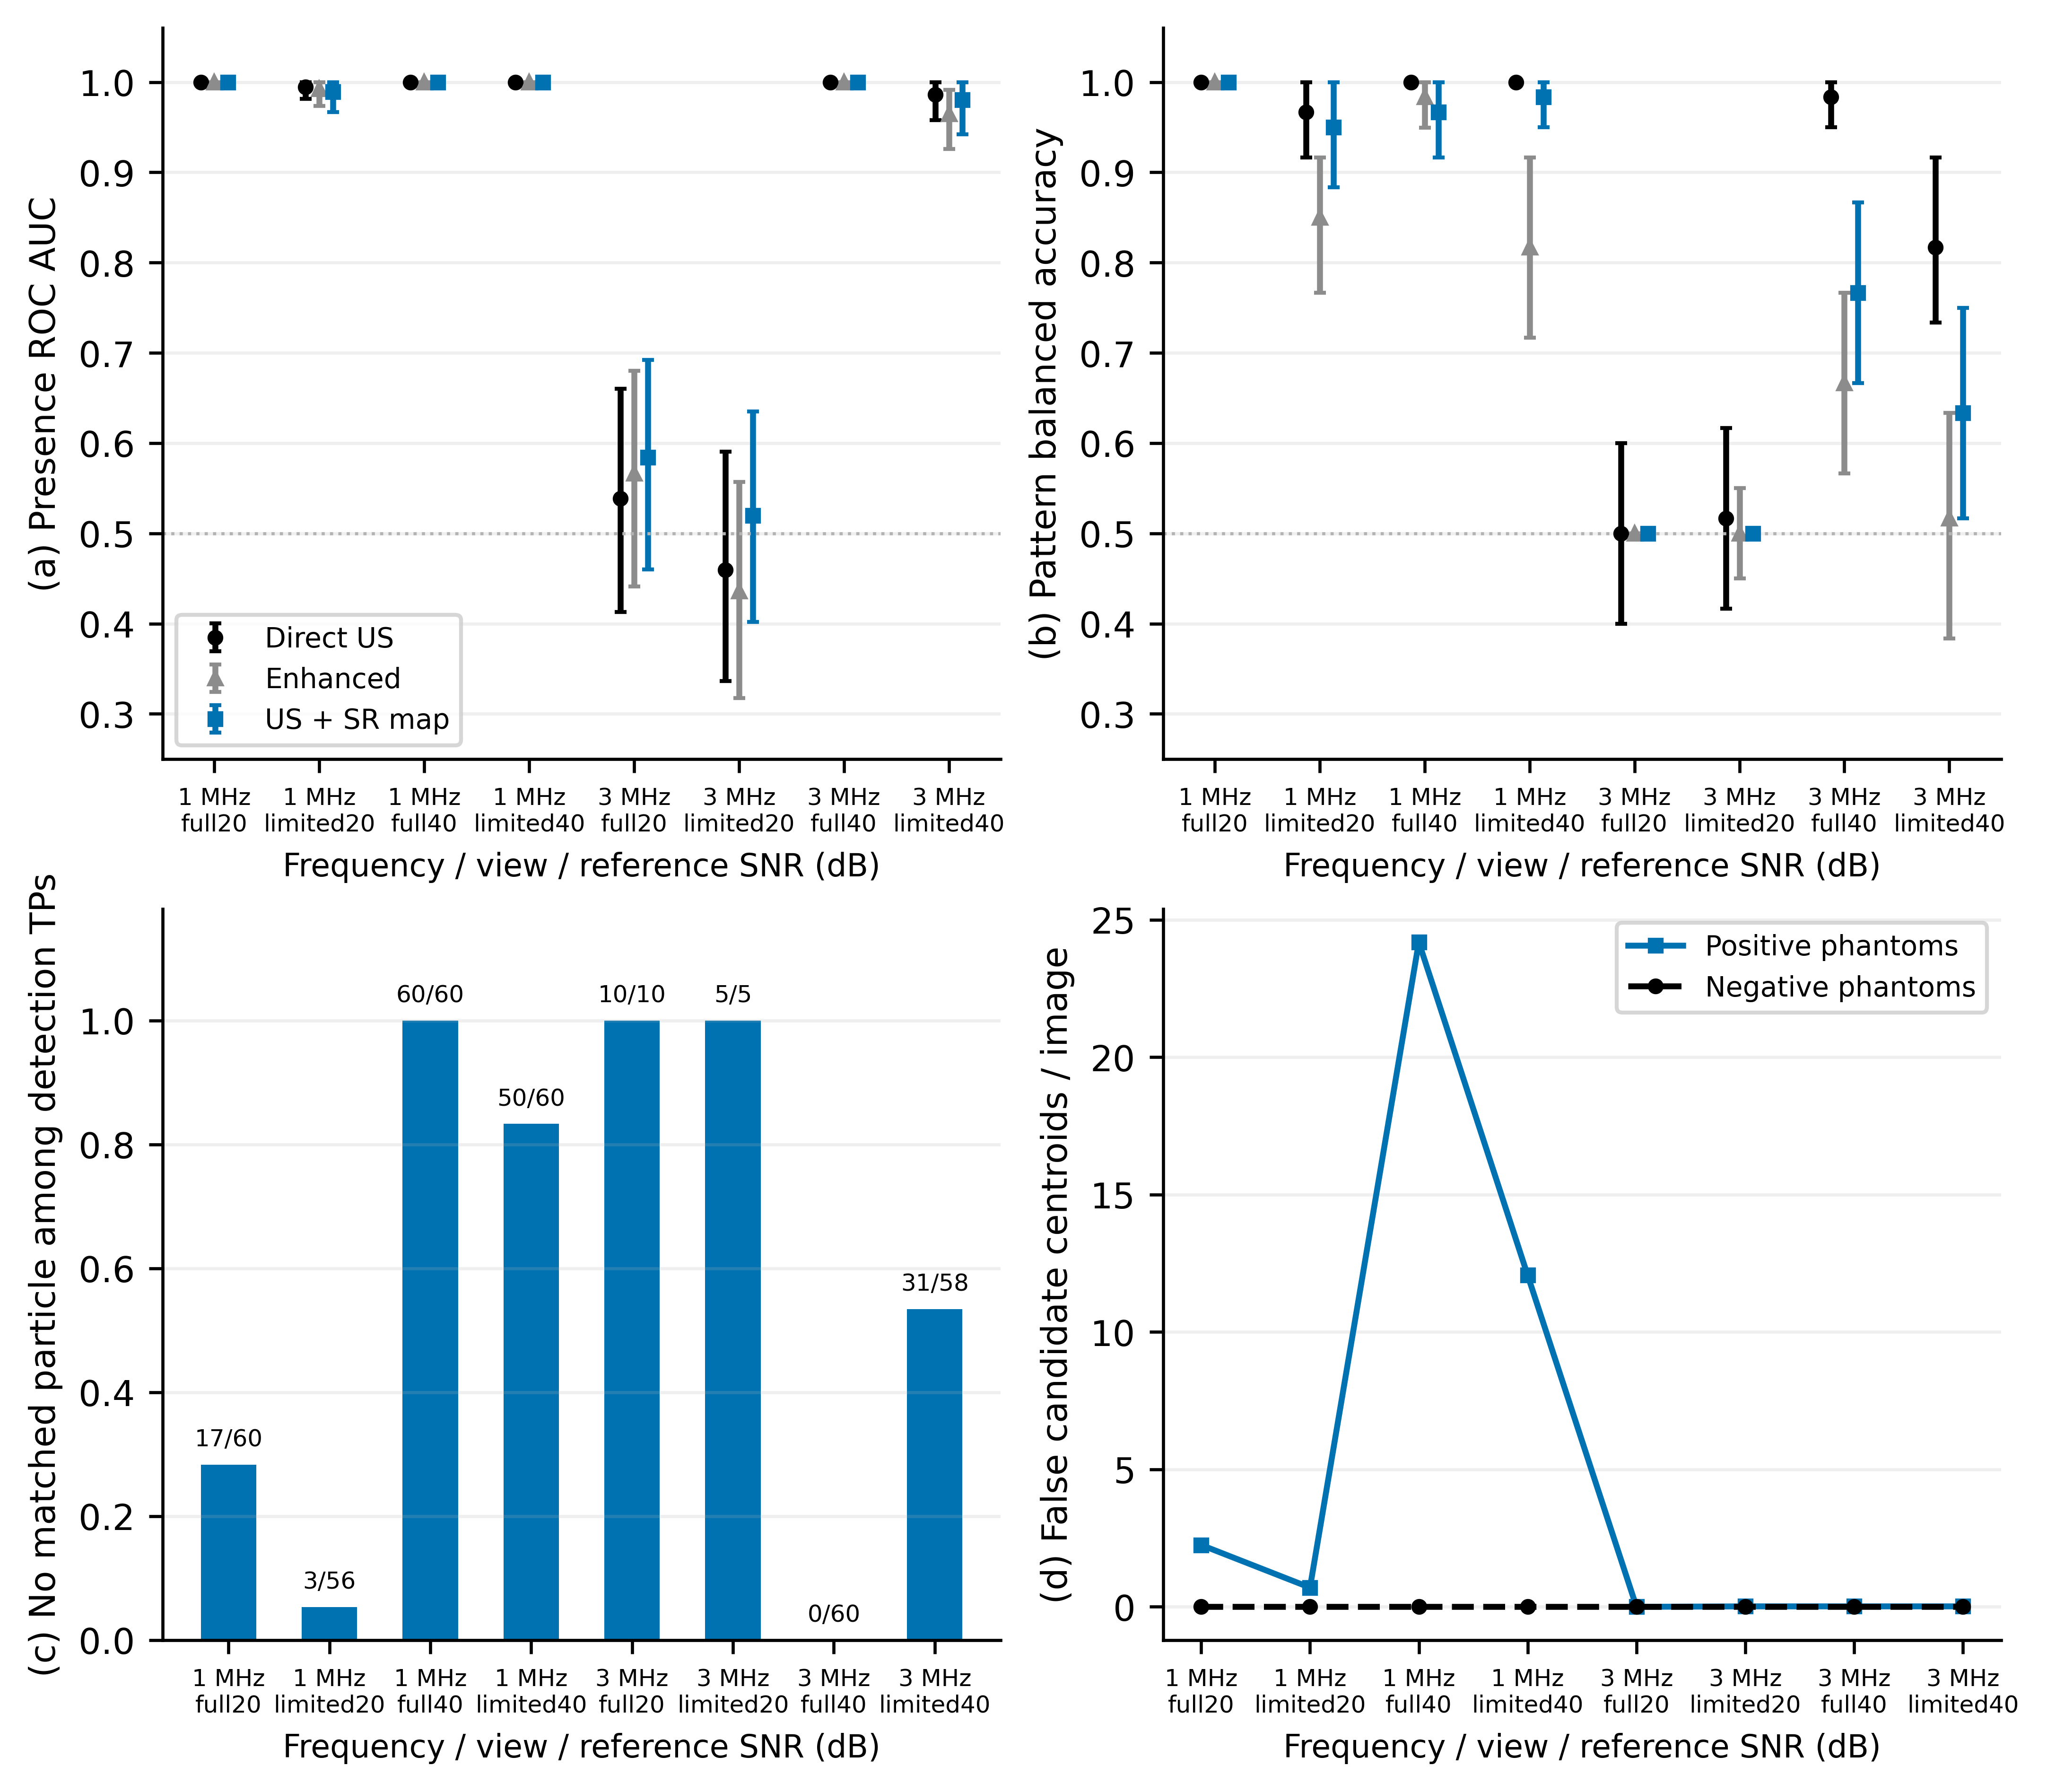 (a) Presence ROC AUC
1.0
0.9
0.8
0.7
0.6
0.5
0.4
0.3
Direct US
Enhanced
US + SR map
1 MHz full20
1 MHz limited20
1 MHz full40
1 MHz limited40
3 MHz full20
3 MHz limited20
3 MHz full40
3 MHz limited40
Frequency / view / reference SNR (dB)
(b) Pattern balanced accuracy
1.0
0.9
0.8
0.7
0.6
0.5
0.4
0.3
1 MHz full20
1 MHz limited20
1 MHz full40
1 MHz limited40
3 MHz full20
3 MHz limited20
3 MHz full40
3 MHz limited40
Frequency / view / reference SNR (dB)
(c) No matched particle among detection TPs
1.0
0.8
0.6
0.4
0.2
0.0
17/60
3/56
60/60
50/60
10/10
5/5
0/60
31/58
1 MHz full20
1 MHz limited20
1 MHz full40
1 MHz limited40
3 MHz full20
3 MHz limited20
3 MHz full40
3 MHz limited40
Frequency / view / reference SNR (dB)
(d) False candidate centroids / image
25
20
15
10
5
0
Positive phantoms
Negative phantoms
1 MHz full20
1 MHz limited20
1 MHz full40
1 MHz limited40
3 MHz full20
3 MHz limited20
3 MHz full40
3 MHz limited40
Frequency / view / reference SNR (dB)